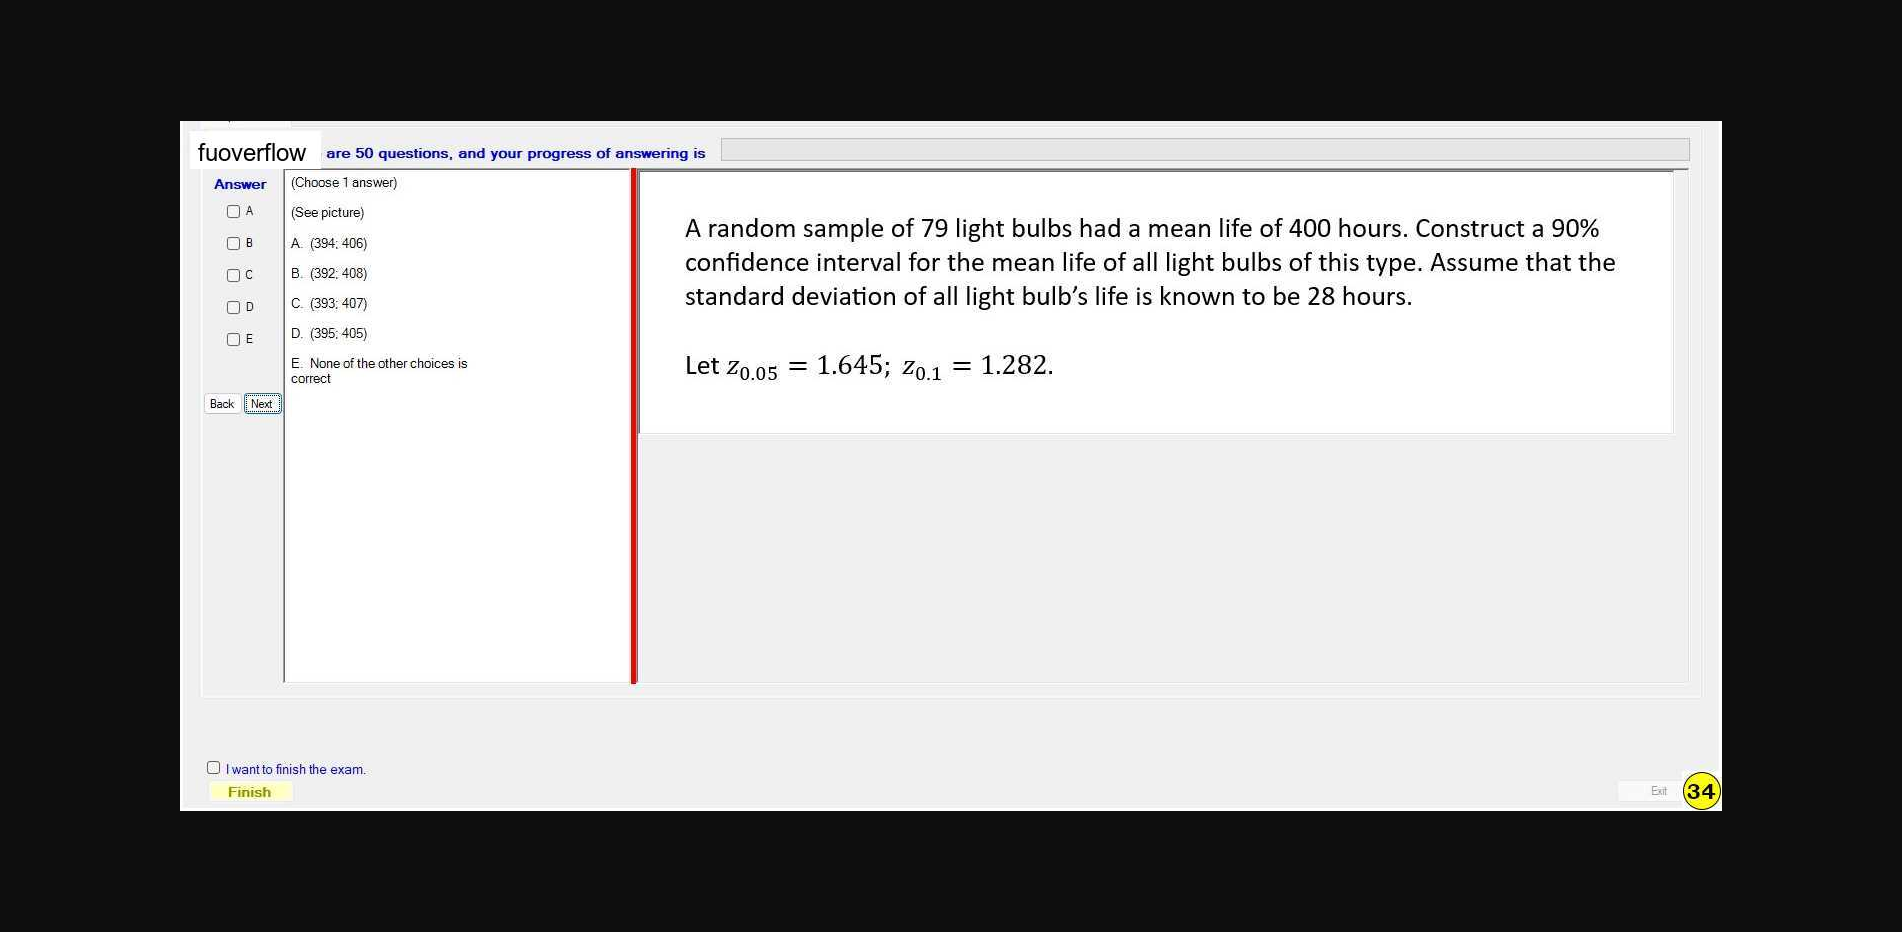 fuoverflow are 50 questions, and your progress of answering is
Answer
A
B
C
D
E
Back Next
(Choose 1 answer)
(See picture)
A. (394; 406)
B. (392; 408)
C. (393; 407)
D. (395; 405)
E. None of the other choices is
correct
A random sample of 79 light bulbs had a mean life of 400 hours. Construct a 90%
confidence interval for the mean life of all light bulbs of this type. Assume that the
standard deviation of all light bulb’s life is known to be 28 hours.
Let z₀.₀₅ = 1.645; z₀.₁ = 1.282.
I want to finish the exam.
Finish
Exit
34